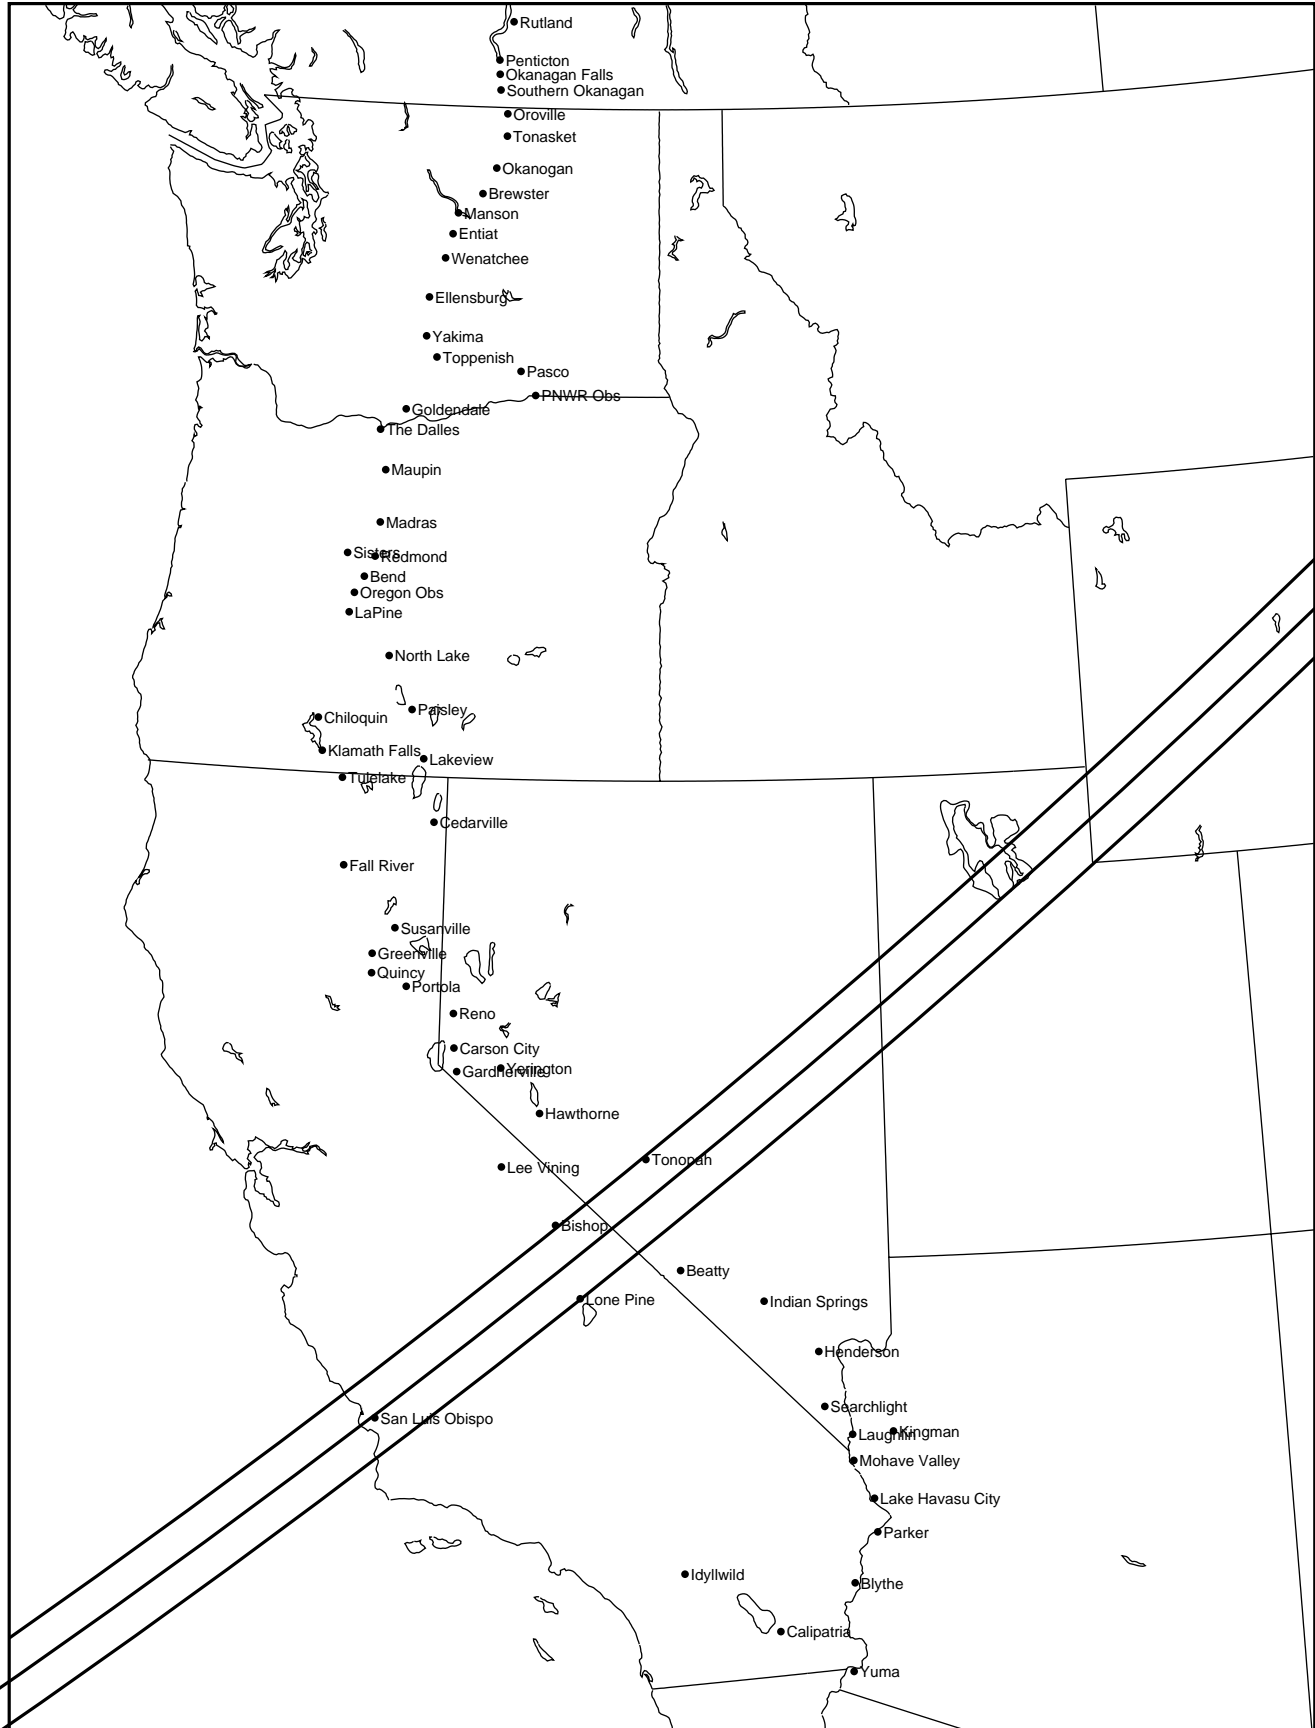 Rutland
Penticton
Okanagan Falls
Southern Okanagan
Oroville
Tonasket
Okanogan
Brewster
Manson
Entiat
Wenatchee
Ellensburg
Yakima
Toppenish
Pasco
PNWR Obs
Goldendale
The Dalles
Maupin
Madras
Sisters
Redmond
Bend
Oregon Obs
LaPine
North Lake
Paisley
Chiloquin
Klamath Falls
Lakeview
Tulelake
Cedarville
Fall River
Susanville
Greenville
Quincy
Portola
Reno
Carson City
Yerington
Gardnerville
Hawthorne
Tonopah
Lee Vining
Bishop
Beatty
Lone Pine
Indian Springs
Henderson
Searchlight
San Luis Obispo
Kingman
Laughlin
Mohave Valley
Lake Havasu City
Parker
Idyllwild
Blythe
Calipatria
Yuma